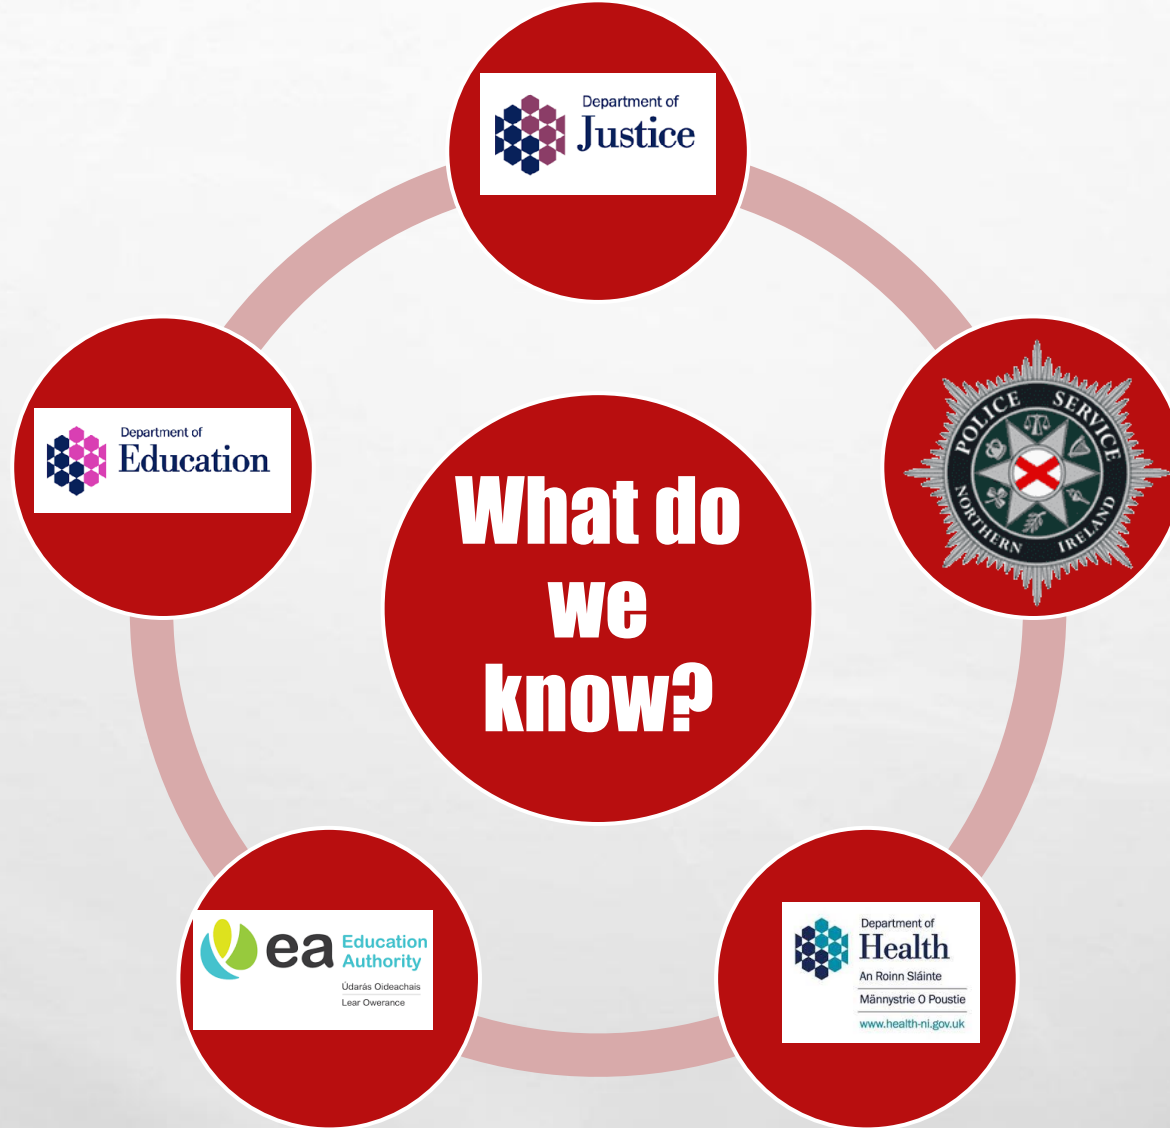 Department of
Justice
POLICE SERVICE
NORTHERN IRELAND
Department of
Education
What do
we
know?
ea Education
Authority
Údarás Oideachais
Lear Owerance
Department of
Health
An Roinn Sláinte
Männystrie O Poustie
www.health-ni.gov.uk